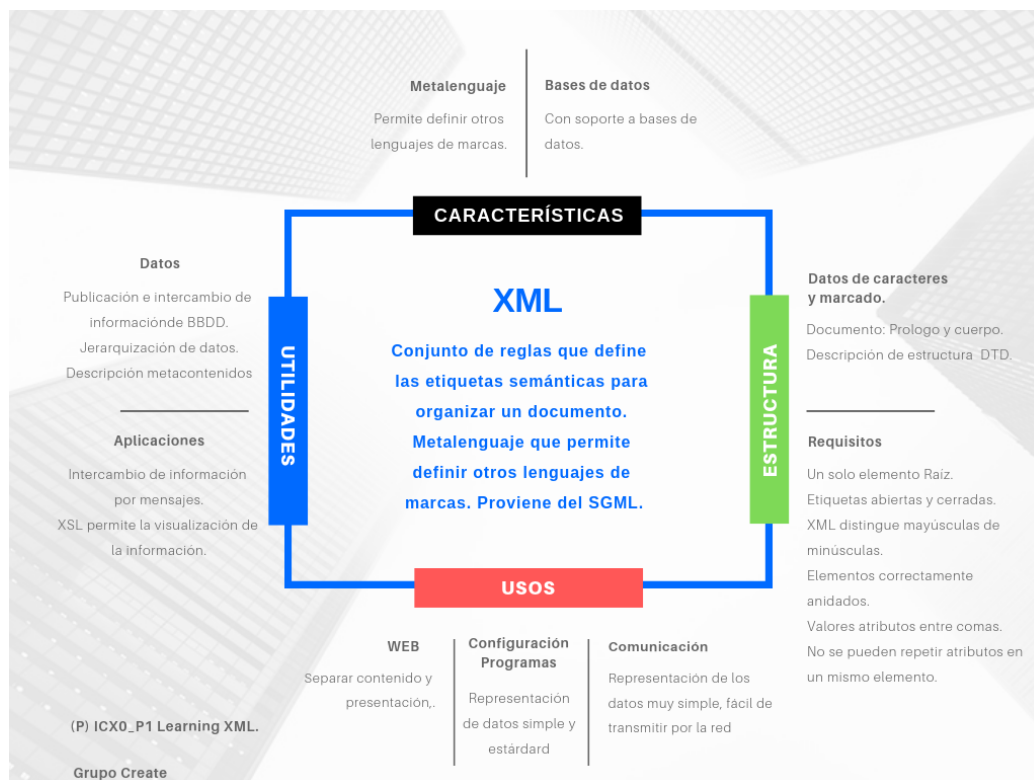 Metalenguaje
Permite definir otros
lenguajes de marcas.
Bases de datos
Con soporte a bases de
datos.
CARACTERÍSTICAS
XML
Conjunto de reglas que define
las etiquetas semánticas para
organizar un documento.
Metalenguaje que permite
definir otros lenguajes de
marcas. Proviene del SGML.
UTILIDADES
Datos
Publicación e intercambio de
informaciónde BBDD.
Jerarquización de datos.
Descripción metacontenidos
Aplicaciones
Intercambio de información
por mensajes.
XSL permite la visualización de
la información.
ESTRUCTURA
Datos de caracteres
y marcado.
Documento: Prologo y cuerpo.
Descripción de estructura DTD.
Requisitos
Un solo elemento Raíz.
Etiquetas abiertas y cerradas.
XML distingue mayúsculas de
minúsculas.
Elementos correctamente
anidados.
Valores atributos entre comas.
No se pueden repetir atributos en
un mismo elemento.
USOS
WEB
Separar contenido y
presentación,.
Configuración
Programas
Representación
de datos simple y
estárdard
Comunicación
Representación de los
datos muy simple, fácil de
transmitir por la red
(P) ICX0_P1 Learning XML.
Grupo Create